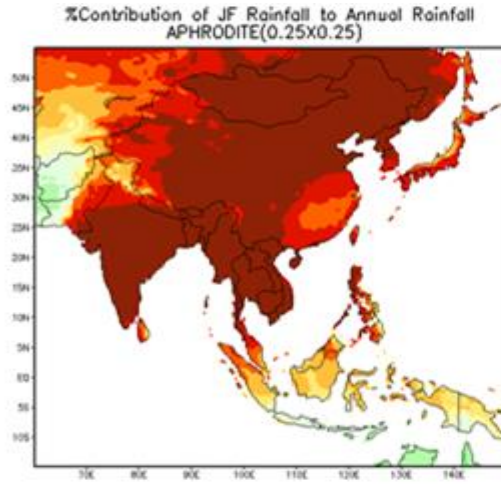 %Contribution of JF Rainfall to Annual Rainfall
APHRODITE(0.25X0.25)
50N
45N
40N
35N
30N
25N
20N
15N
10N
5N
EQ
5S
10S
70E
80E
90E
100E
110E
120E
130E
140E